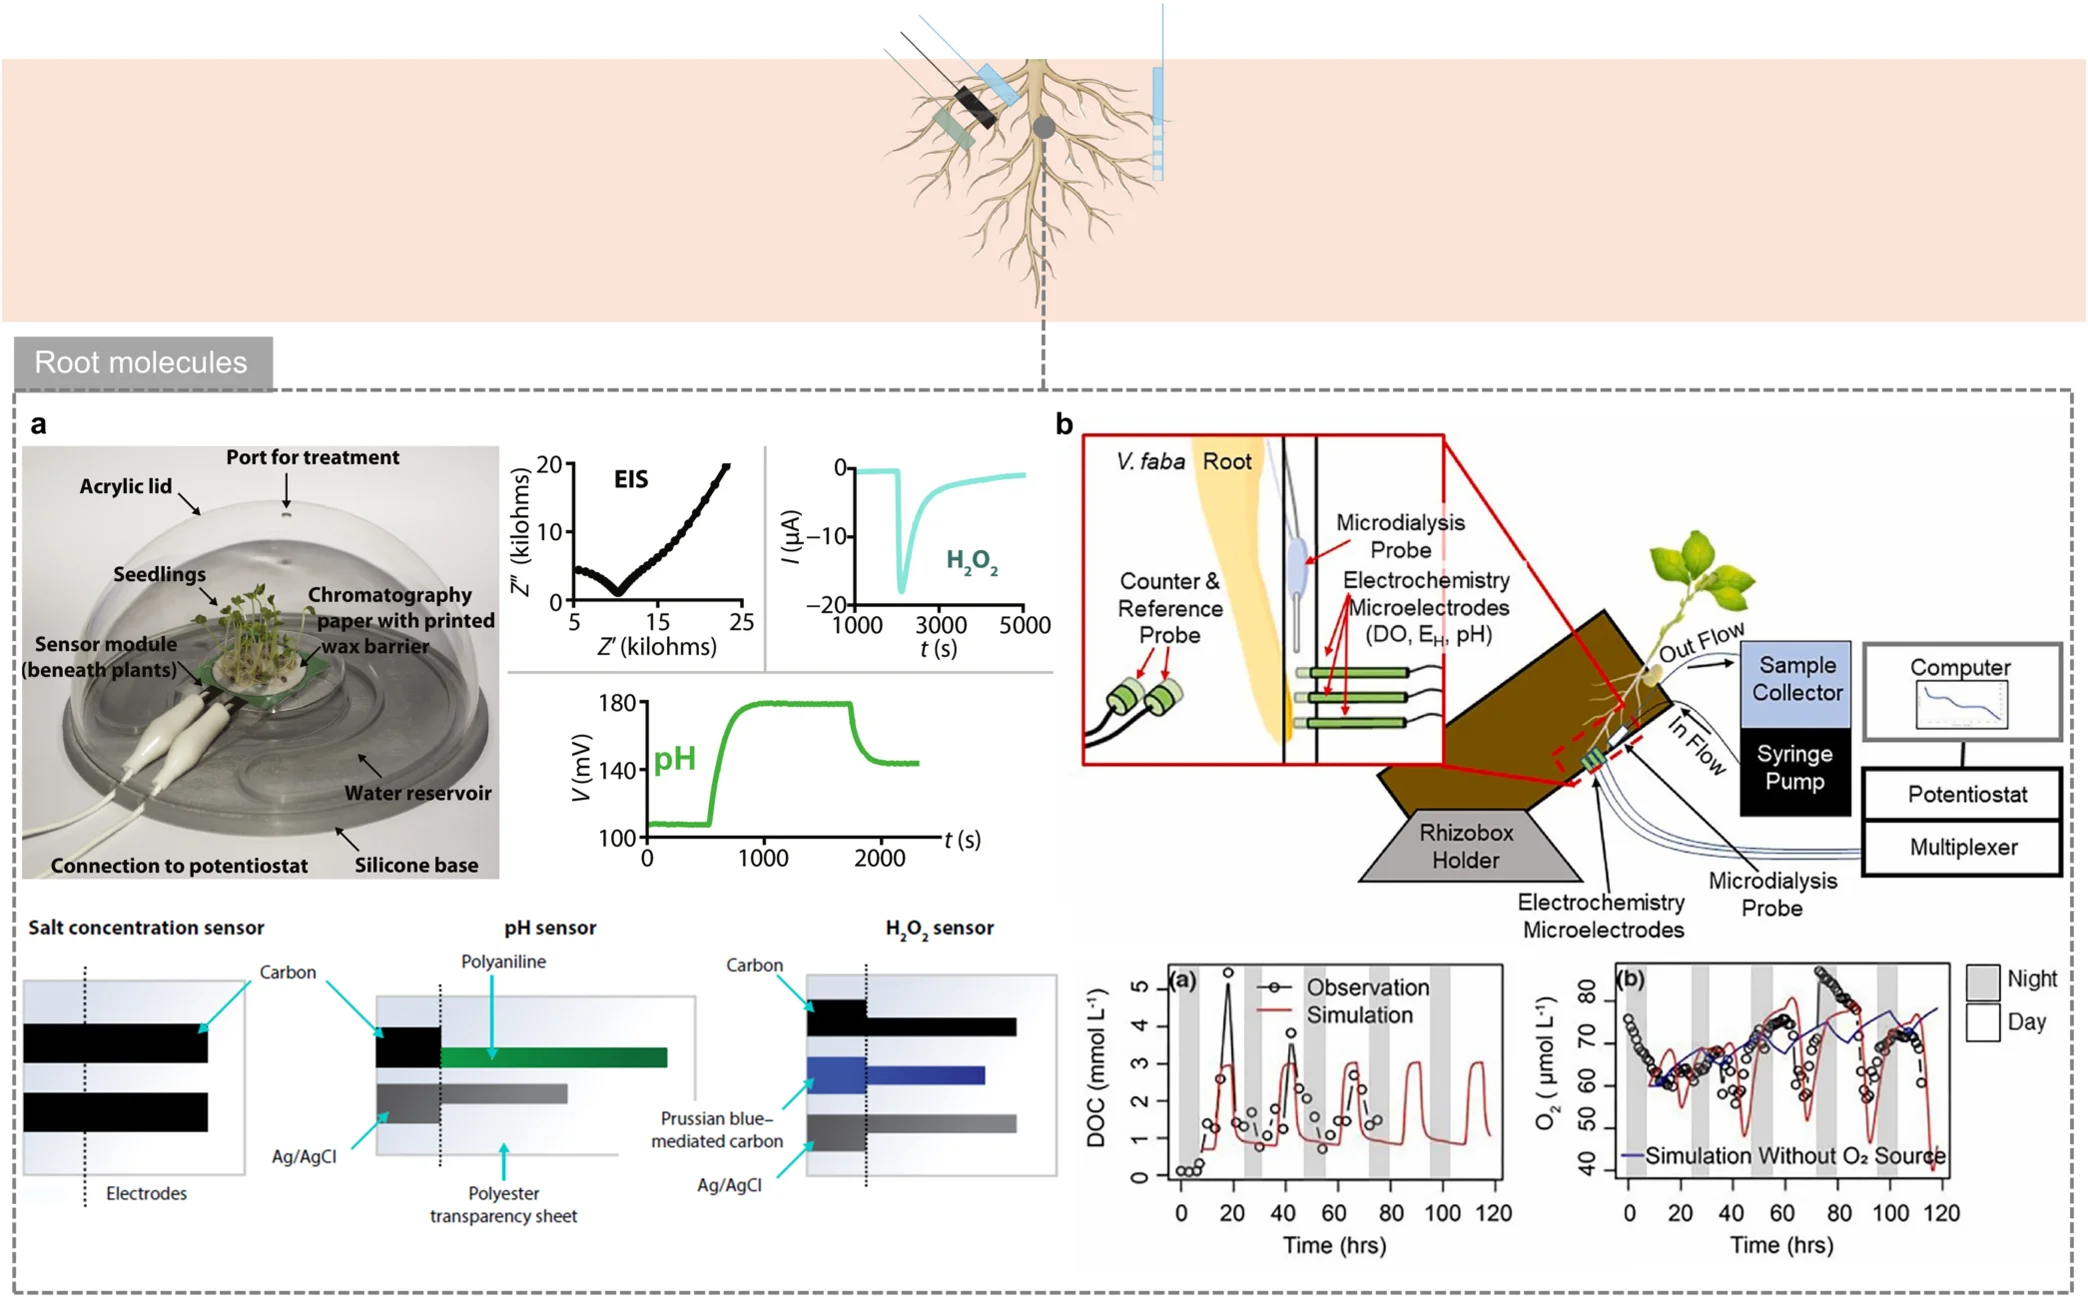 Root molecules
a
Port for treatment
Acrylic lid
Seedlings
Chromatography
paper with printed
wax barrier
Sensor module
(beneath plants)
Water reservoir
Connection to potentiostat
Silicone base
EIS
Z″ (kilohms)
20
10
0
5
15
25
Z′ (kilohms)
I (μA)
0
−10
−20
H₂O₂
1000
3000
5000
t (s)
pH
V (mV)
180
140
100
0
1000
2000
t (s)
Salt concentration sensor
Carbon
Electrodes
pH sensor
Polyaniline
Ag/AgCl
Polyester
transparency sheet
H₂O₂ sensor
Carbon
Prussian blue–
mediated carbon
Ag/AgCl
b
V. faba Root
Microdialysis
Probe
Counter &
Reference
Probe
Electrochemistry
Microelectrodes
(DO, E_H, pH)
Out Flow
In Flow
Sample
Collector
Syringe
Pump
Computer
Potentiostat
Multiplexer
Rhizobox
Holder
Microdialysis
Probe
Electrochemistry
Microelectrodes
(a)
Observation
Simulation
DOC (mmol L⁻¹)
5
4
3
2
1
0
0 20 40 60 80 100 120
Time (hrs)
(b)
O₂ ( μmol L⁻¹)
80
70
60
50
40
Simulation Without O₂ Source
0 20 40 60 80 100 120
Time (hrs)
Night
Day